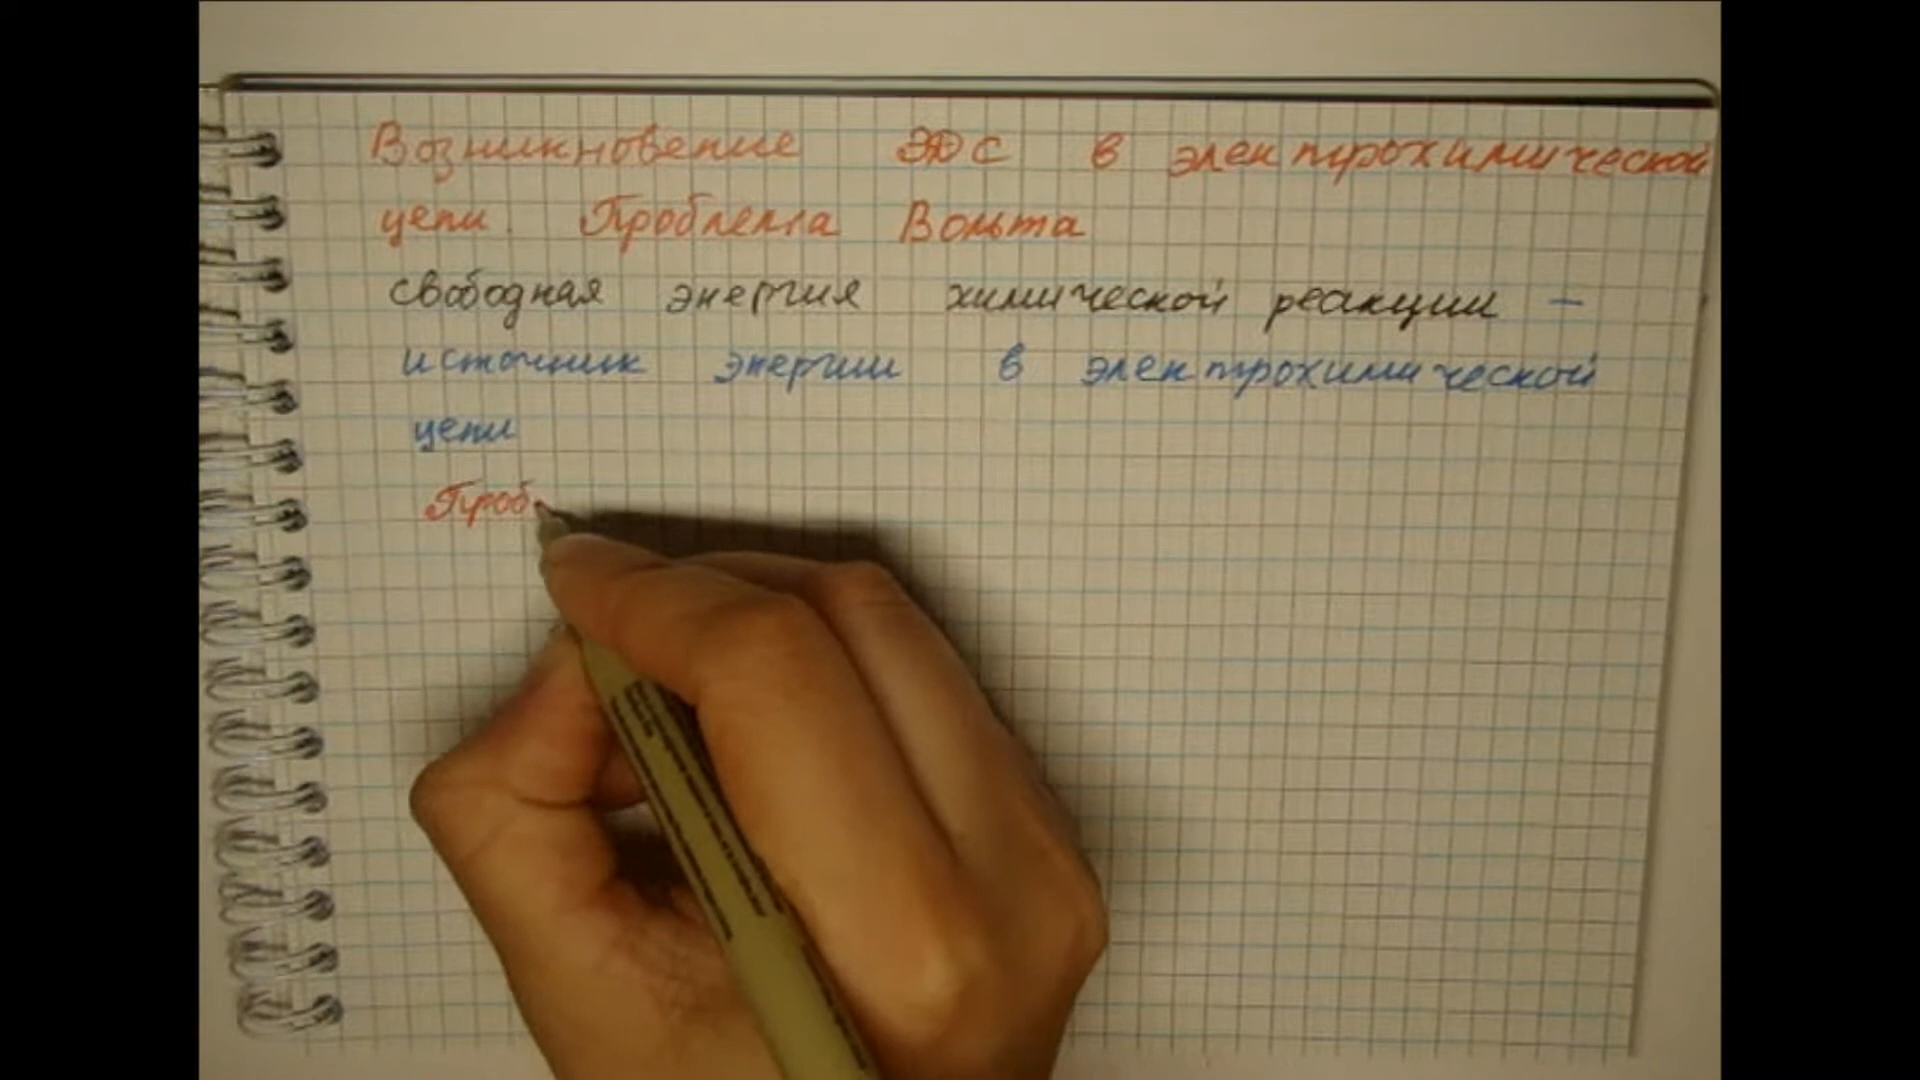 Возникновение ЭДС в электрохимической
цепи. Проблема Вольта
свободная энергия химической реакции –
источник энергии в электрохимической
цепи
Проб